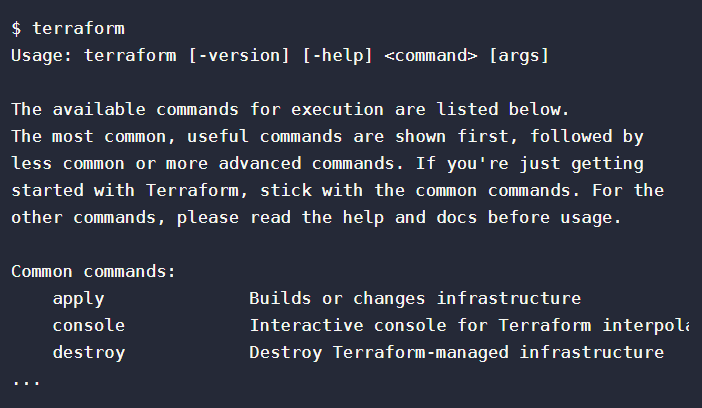 $ terraform
Usage: terraform [-version] [-help] <command> [args]
The available commands for execution are listed below.
The most common, useful commands are shown first, followed by
less common or more advanced commands. If you're just getting
started with Terraform, stick with the common commands. For the
other commands, please read the help and docs before usage.
Common commands:
    apply              Builds or changes infrastructure
    console            Interactive console for Terraform
    destroy            Destroy Terraform-managed infrastructure
...